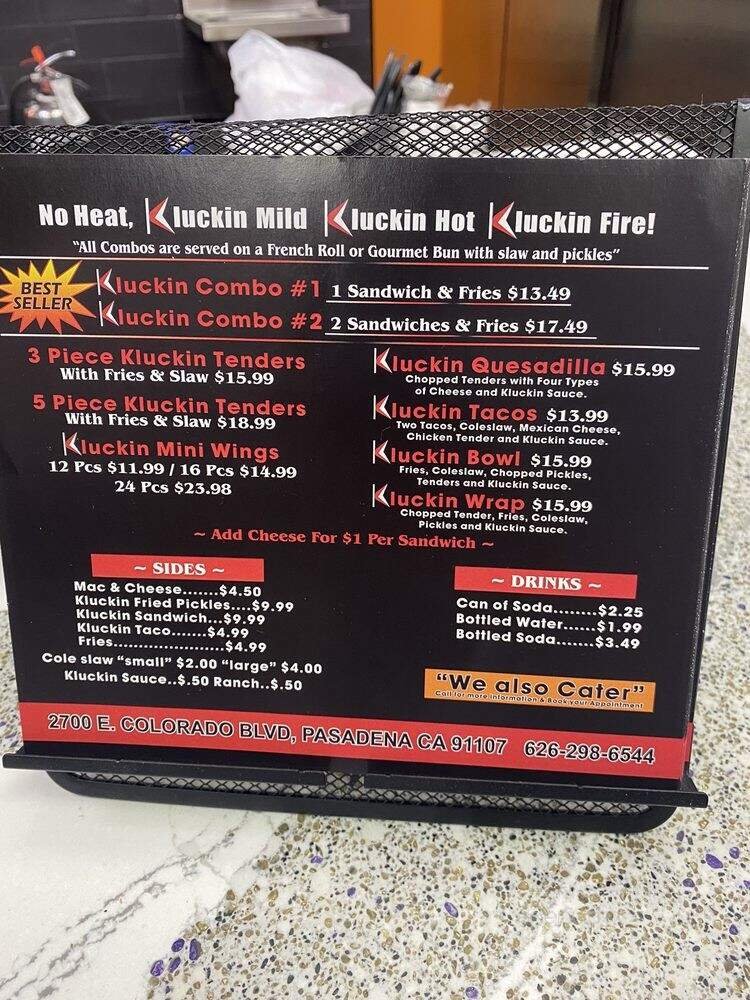 No Heat, Kluckin Mild Kluckin Hot Kluckin Fire!
"All Combos are served on a French Roll or Gourmet Bun with slaw and pickles"
BEST
SELLER
Kluckin Combo #1 1 Sandwich & Fries $13.49
Kluckin Combo #2 2 Sandwiches & Fries $17.49
3 Piece Kluckin Tenders
With Fries & Slaw $15.99
5 Piece Kluckin Tenders
With Fries & Slaw $18.99
Kluckin Mini Wings
12 Pcs $11.99 / 16 Pcs $14.99
24 Pcs $23.98
Kluckin Quesadilla $15.99
Chopped Tenders with Four Types
of Cheese and Kluckin Sauce.
Kluckin Tacos $13.99
Two Tacos, Coleslaw, Mexican Cheese,
Chicken Tender and Kluckin Sauce.
Kluckin Bowl $15.99
Fries, Coleslaw, Chopped Pickles,
Tenders and Kluckin Sauce.
Kluckin Wrap $15.99
Chopped Tender, Fries, Coleslaw,
Pickles and Kluckin Sauce.
~ Add Cheese For $1 Per Sandwich ~
~ SIDES ~
Mac & Cheese.......$4.50
Kluckin Fried Pickles....$9.99
Kluckin Sandwich...$9.99
Kluckin Taco......$4.99
Fries......................$4.99
Cole slaw "small" $2.00 "large" $4.00
Kluckin Sauce..$.50 Ranch..$.50
~ DRINKS ~
Can of Soda........$2.25
Bottled Water......$1.99
Bottled Soda.......$3.49
"We also Cater"
Call for more information & Book your Appointment
2700 E. COLORADO BLVD, PASADENA CA 91107 626-298-6544